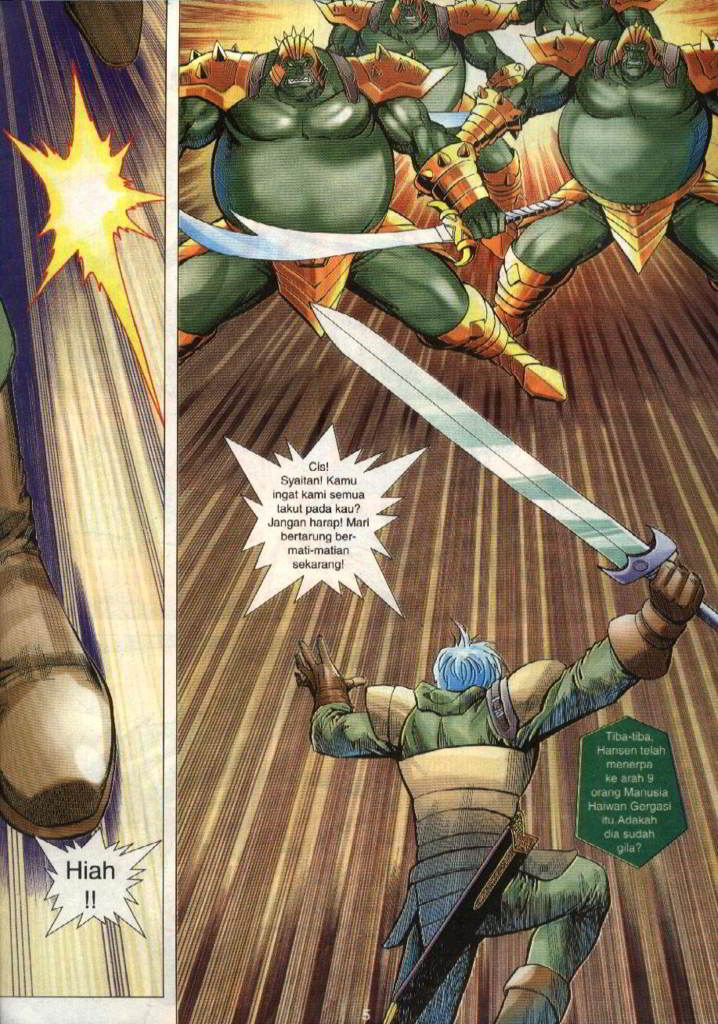 Hiah
!!
Cis!
Syaitan! Kamu
ingat kami semua
takut pada kau?
Jangan harap! Mari
bertarung ber-
mati-matian
sekarang!
Tiba-tiba,
Hansen telah
menerpa
ke arah 9
orang Manusia
Haiwan Gergasi
itu Adakah
dia sudah
gila?
5